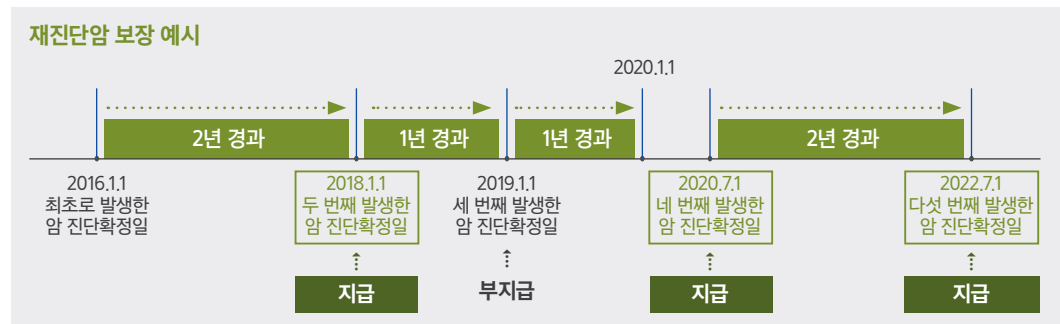 재진단암 보장 예시
2020.1.1
2년 경과
1년 경과
1년 경과
2년 경과
2016.1.1
최초로 발생한
암 진단확정일
2018.1.1
두 번째 발생한
암 진단확정일
2019.1.1
세 번째 발생한
암 진단확정일
2020.7.1
네 번째 발생한
암 진단확정일
2022.7.1
다섯 번째 발생한
암 진단확정일
지급
부지급
지급
지급